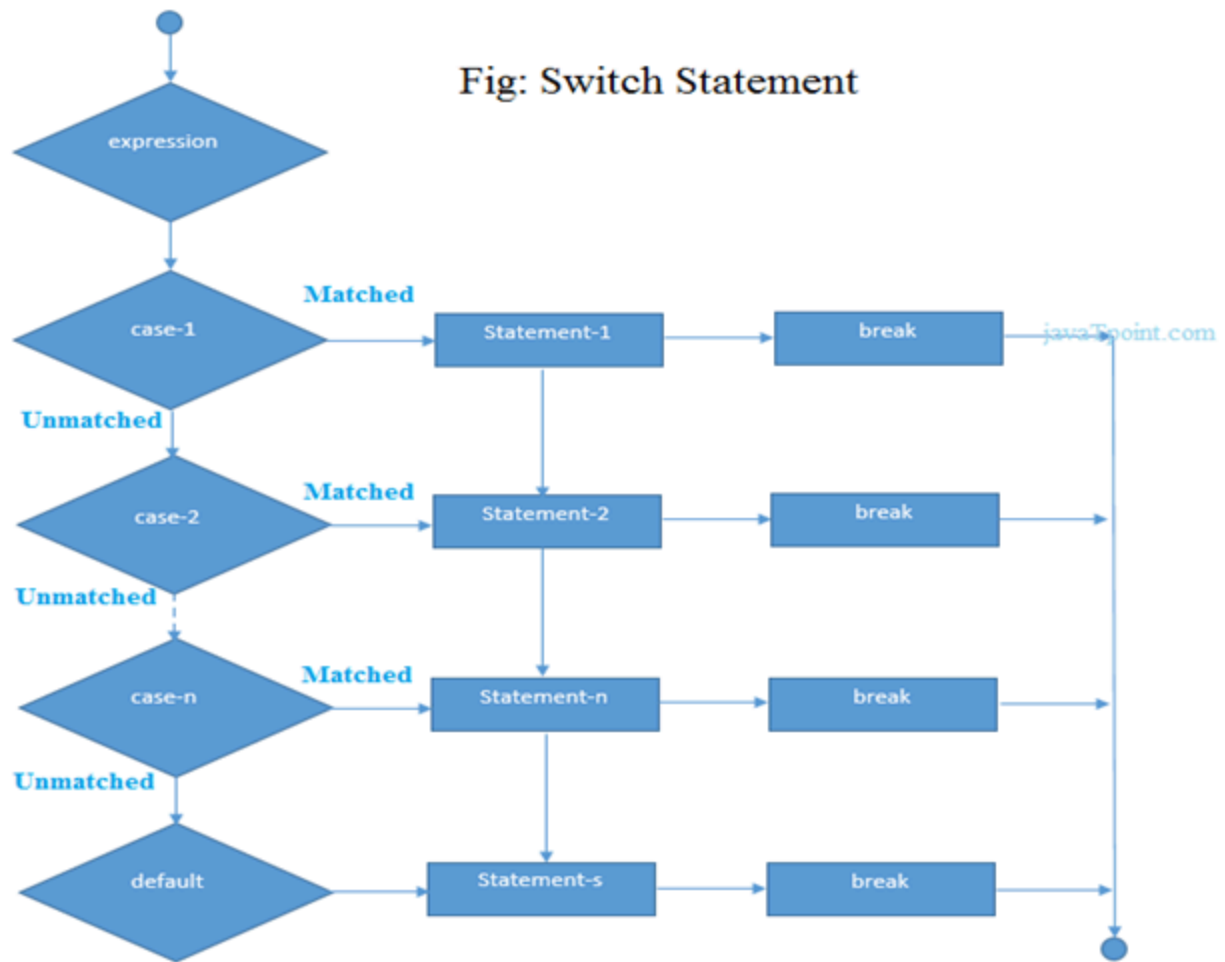 Fig: Switch Statement
expression
case-1
Matched
Statement-1
break
javaTpoint.com
Unmatched
case-2
Matched
Statement-2
break
Unmatched
case-n
Matched
Statement-n
break
Unmatched
default
Statement-s
break